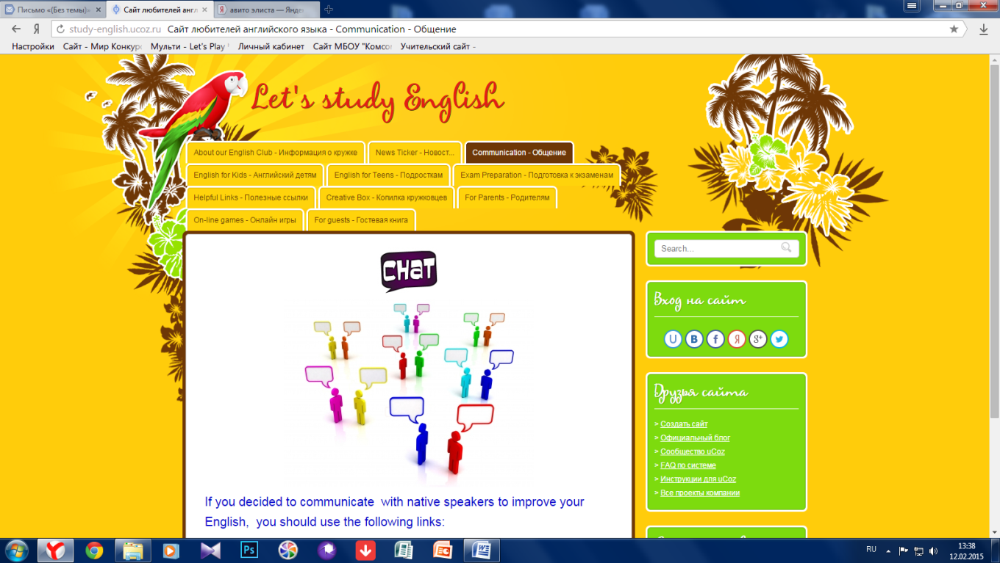 Письмо «(Без темы)»
Сайт любителей англ
авито элиста — Янде
study-english.ucoz.ru Сайт любителей английского языка - Communication - Общение
Настройки Сайт - Мир Конкур Мульти - Let's Play Личный кабинет Сайт МБОУ "Комсо Учительский сайт -
Let's study English
About our English Club - Информация о кружке News Ticker - Новост... Communication - Общение
English for Kids - Английский детям English for Teens - Подросткам Exam Preparation - Подготовка к экзаменам
Helpful Links - Полезные ссылки Creative Box - Копилка кружковцев For Parents - Родителям
On-line games - Онлайн игры For guests - Гостевая книга
CHAT
If you decided to communicate with native speakers to improve your
English, you should use the following links:
Search...
Вход на сайт
Друзья сайта
> Создать сайт
> Официальный блог
> Сообщество uCoz
> FAQ по системе
> Инструкции для uCoz
> Все проекты компании
RU
13:38
12.02.2015